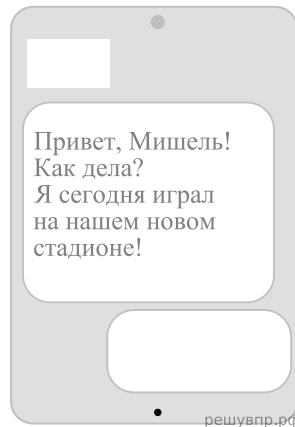 Привет, Мишель!
Как дела?
Я сегодня играл
на нашем новом
стадионе!
решувпр.рф